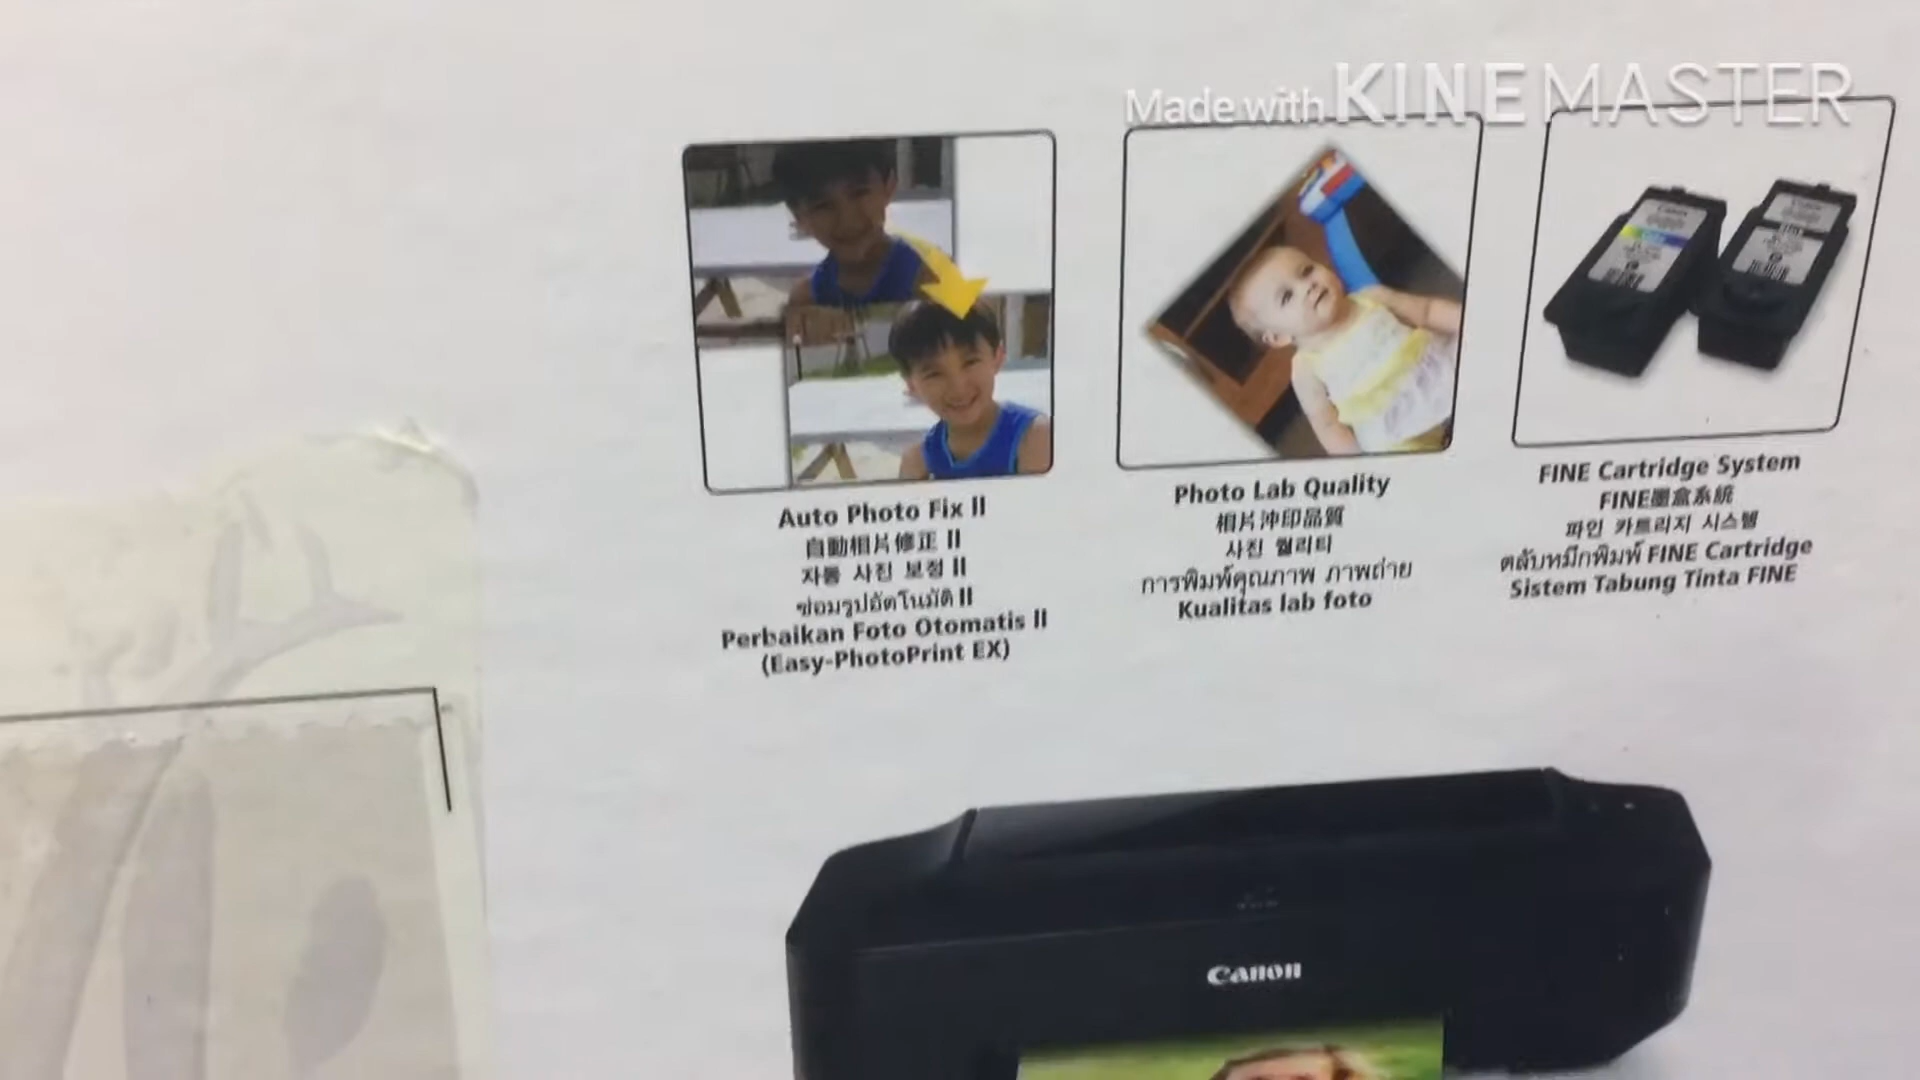 Made with KINEMASTER
Auto Photo Fix II
自動相片修正 II
자동 사진 보정 II
ซ่อมรูปอัตโนมัติ II
Perbaikan Foto Otomatis II
(Easy-PhotoPrint EX)
Photo Lab Quality
相片沖印品質
사진 퀄리티
การพิมพ์คุณภาพ ภาพถ่าย
Kualitas lab foto
FINE Cartridge System
FINE墨盒系統
파인 카트리지 시스템
ตลับหมึกพิมพ์ FINE Cartridge
Sistem Tabung Tinta FINE
Canon